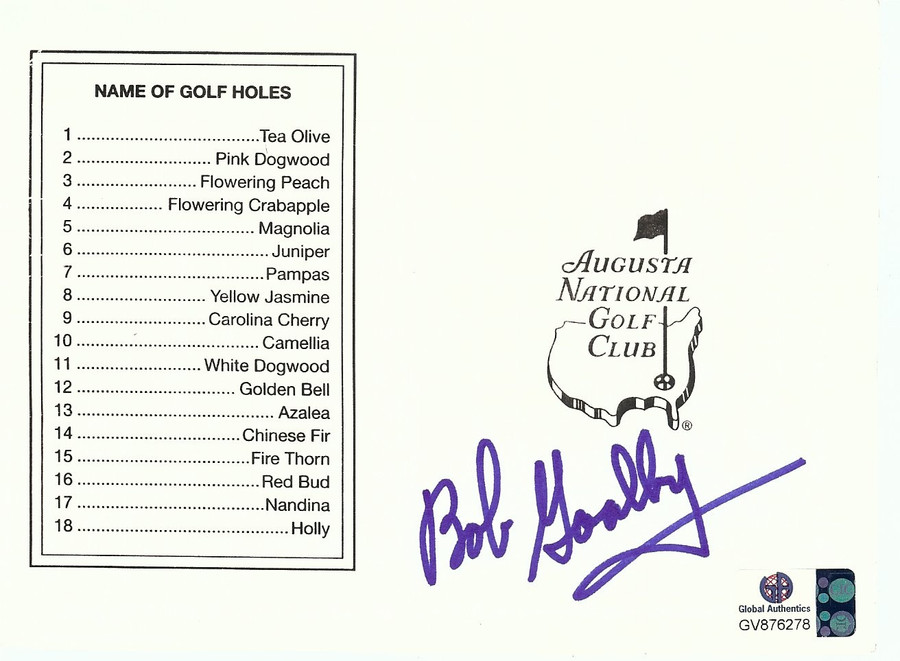 NAME OF GOLF HOLES
1 ....................................Tea Olive
2 .......................... Pink Dogwood
3 ........................ Flowering Peach
4 ................. Flowering Crabapple
5 ................................... Magnolia
6 ...................................... Juniper
7 .....................................Pampas
8 ......................... Yellow Jasmine
9 .........................Carolina Cherry
10 ................................... Camellia
11 ........................White Dogwood
12 ............................... Golden Bell
13 ....................................... Azalea
14 ................................Chinese Fir
15 ..................................Fire Thorn
16 ....................................Red Bud
17 .....................................Nandina
18 ..........................................Holly
AUGUSTA
NATIONAL
GOLF
CLUB
®
Bob Goalby
Global Authentics
GV876278